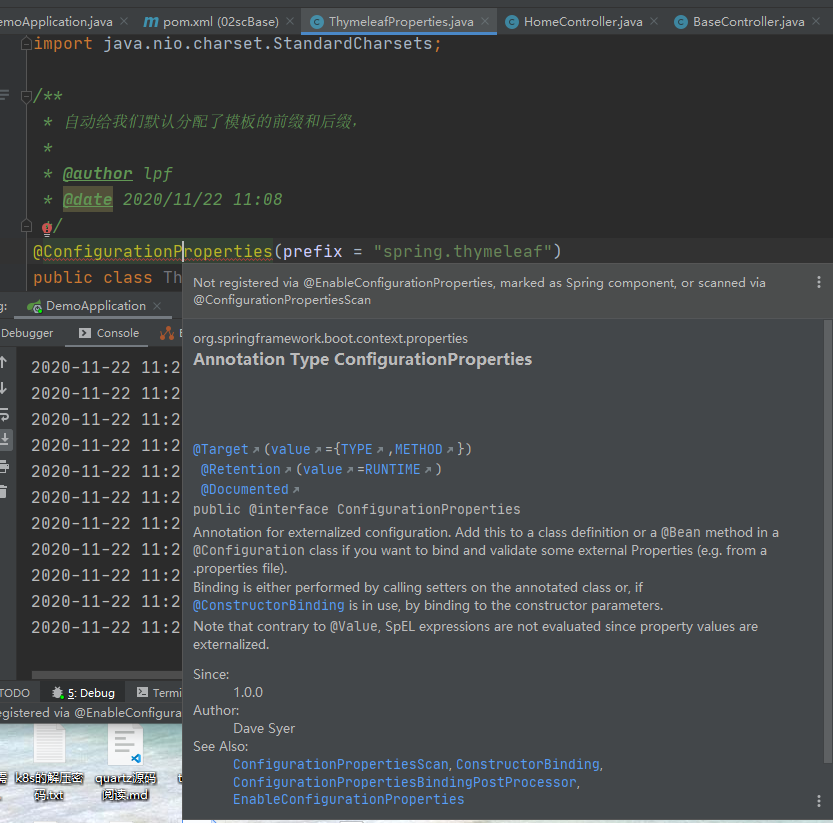 emoApplication.java × pom.xml (02scBase) × ThymeleafProperties.java × HomeController.java × BaseController.java ×
import java.nio.charset.StandardCharsets;
/**
* 自动给我们默认分配了模板的前缀和后缀，
*
* @author lpf
* @date 2020/11/22 11:08
*/
@ConfigurationProperties(prefix = "spring.thymeleaf")
public class Th
Not registered via @EnableConfigurationProperties, marked as Spring component, or scanned via
@ConfigurationPropertiesScan
g: DemoApplication ×
Debugger Console
org.springframework.boot.context.properties
Annotation Type ConfigurationProperties
2020-11-22 11:2
2020-11-22 11:2
2020-11-22 11:2
2020-11-22 11:2
2020-11-22 11:2
2020-11-22 11:2
2020-11-22 11:2
2020-11-22 11:2
2020-11-22 11:2
2020-11-22 11:2
2020-11-22 11:2
@Target (value ={TYPE ,METHOD })
@Retention (value =RUNTIME )
@Documented
public @interface ConfigurationProperties
Annotation for externalized configuration. Add this to a class definition or a @Bean method in a
@Configuration class if you want to bind and validate some external Properties (e.g. from a
.properties file).
Binding is either performed by calling setters on the annotated class or, if
@ConstructorBinding is in use, by binding to the constructor parameters.
Note that contrary to @Value, SpEL expressions are not evaluated since property values are
externalized.
Since:
1.0.0
Author:
Dave Syer
See Also:
ConfigurationPropertiesScan, ConstructorBinding,
ConfigurationPropertiesBindingPostProcessor,
EnableConfigurationProperties
TODO 5: Debug Termi
egistered via @EnableConfigura
k8s的解压密
码.txt
quartz源码
阅读.md